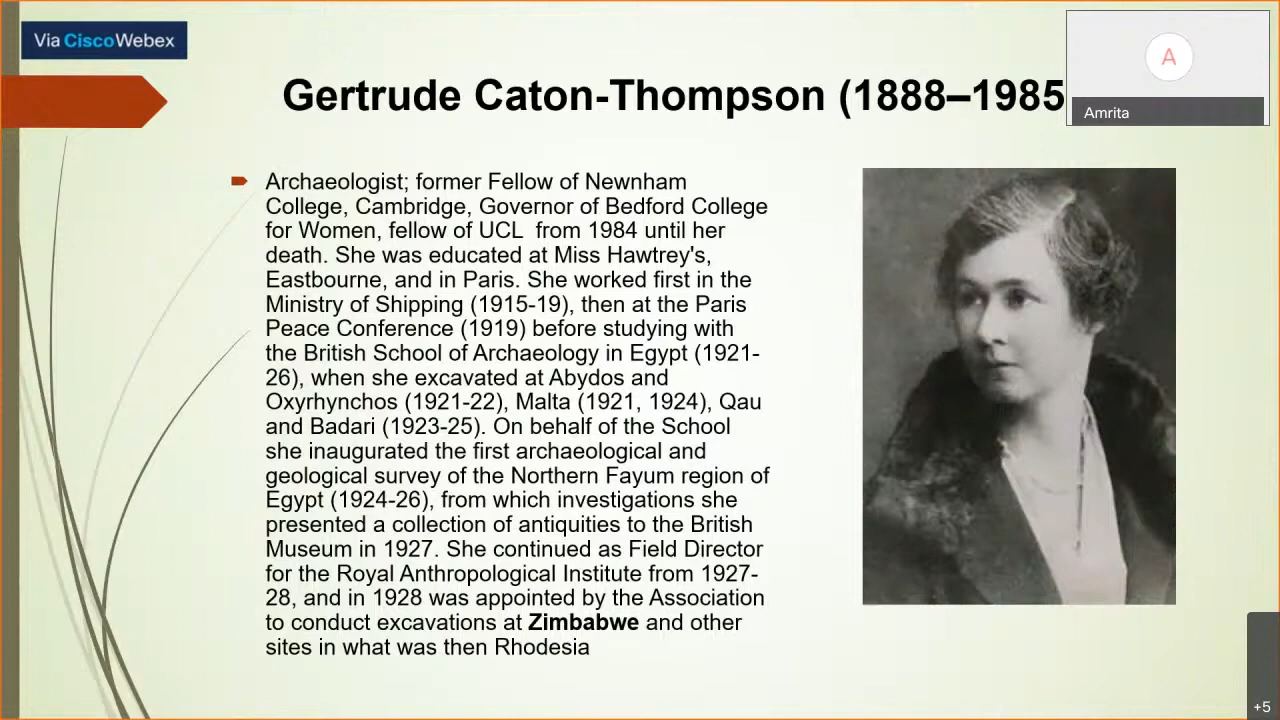 Via CiscoWebex
Gertrude Caton-Thompson (1888–1985
A
Amrita
Archaeologist; former Fellow of Newnham
College, Cambridge, Governor of Bedford College
for Women, fellow of UCL from 1984 until her
death. She was educated at Miss Hawtrey's,
Eastbourne, and in Paris. She worked first in the
Ministry of Shipping (1915-19), then at the Paris
Peace Conference (1919) before studying with
the British School of Archaeology in Egypt (1921-
26), when she excavated at Abydos and
Oxyrhynchos (1921-22), Malta (1921, 1924), Qau
and Badari (1923-25). On behalf of the School
she inaugurated the first archaeological and
geological survey of the Northern Fayum region of
Egypt (1924-26), from which investigations she
presented a collection of antiquities to the British
Museum in 1927. She continued as Field Director
for the Royal Anthropological Institute from 1927-
28, and in 1928 was appointed by the Association
to conduct excavations at Zimbabwe and other
sites in what was then Rhodesia
+5